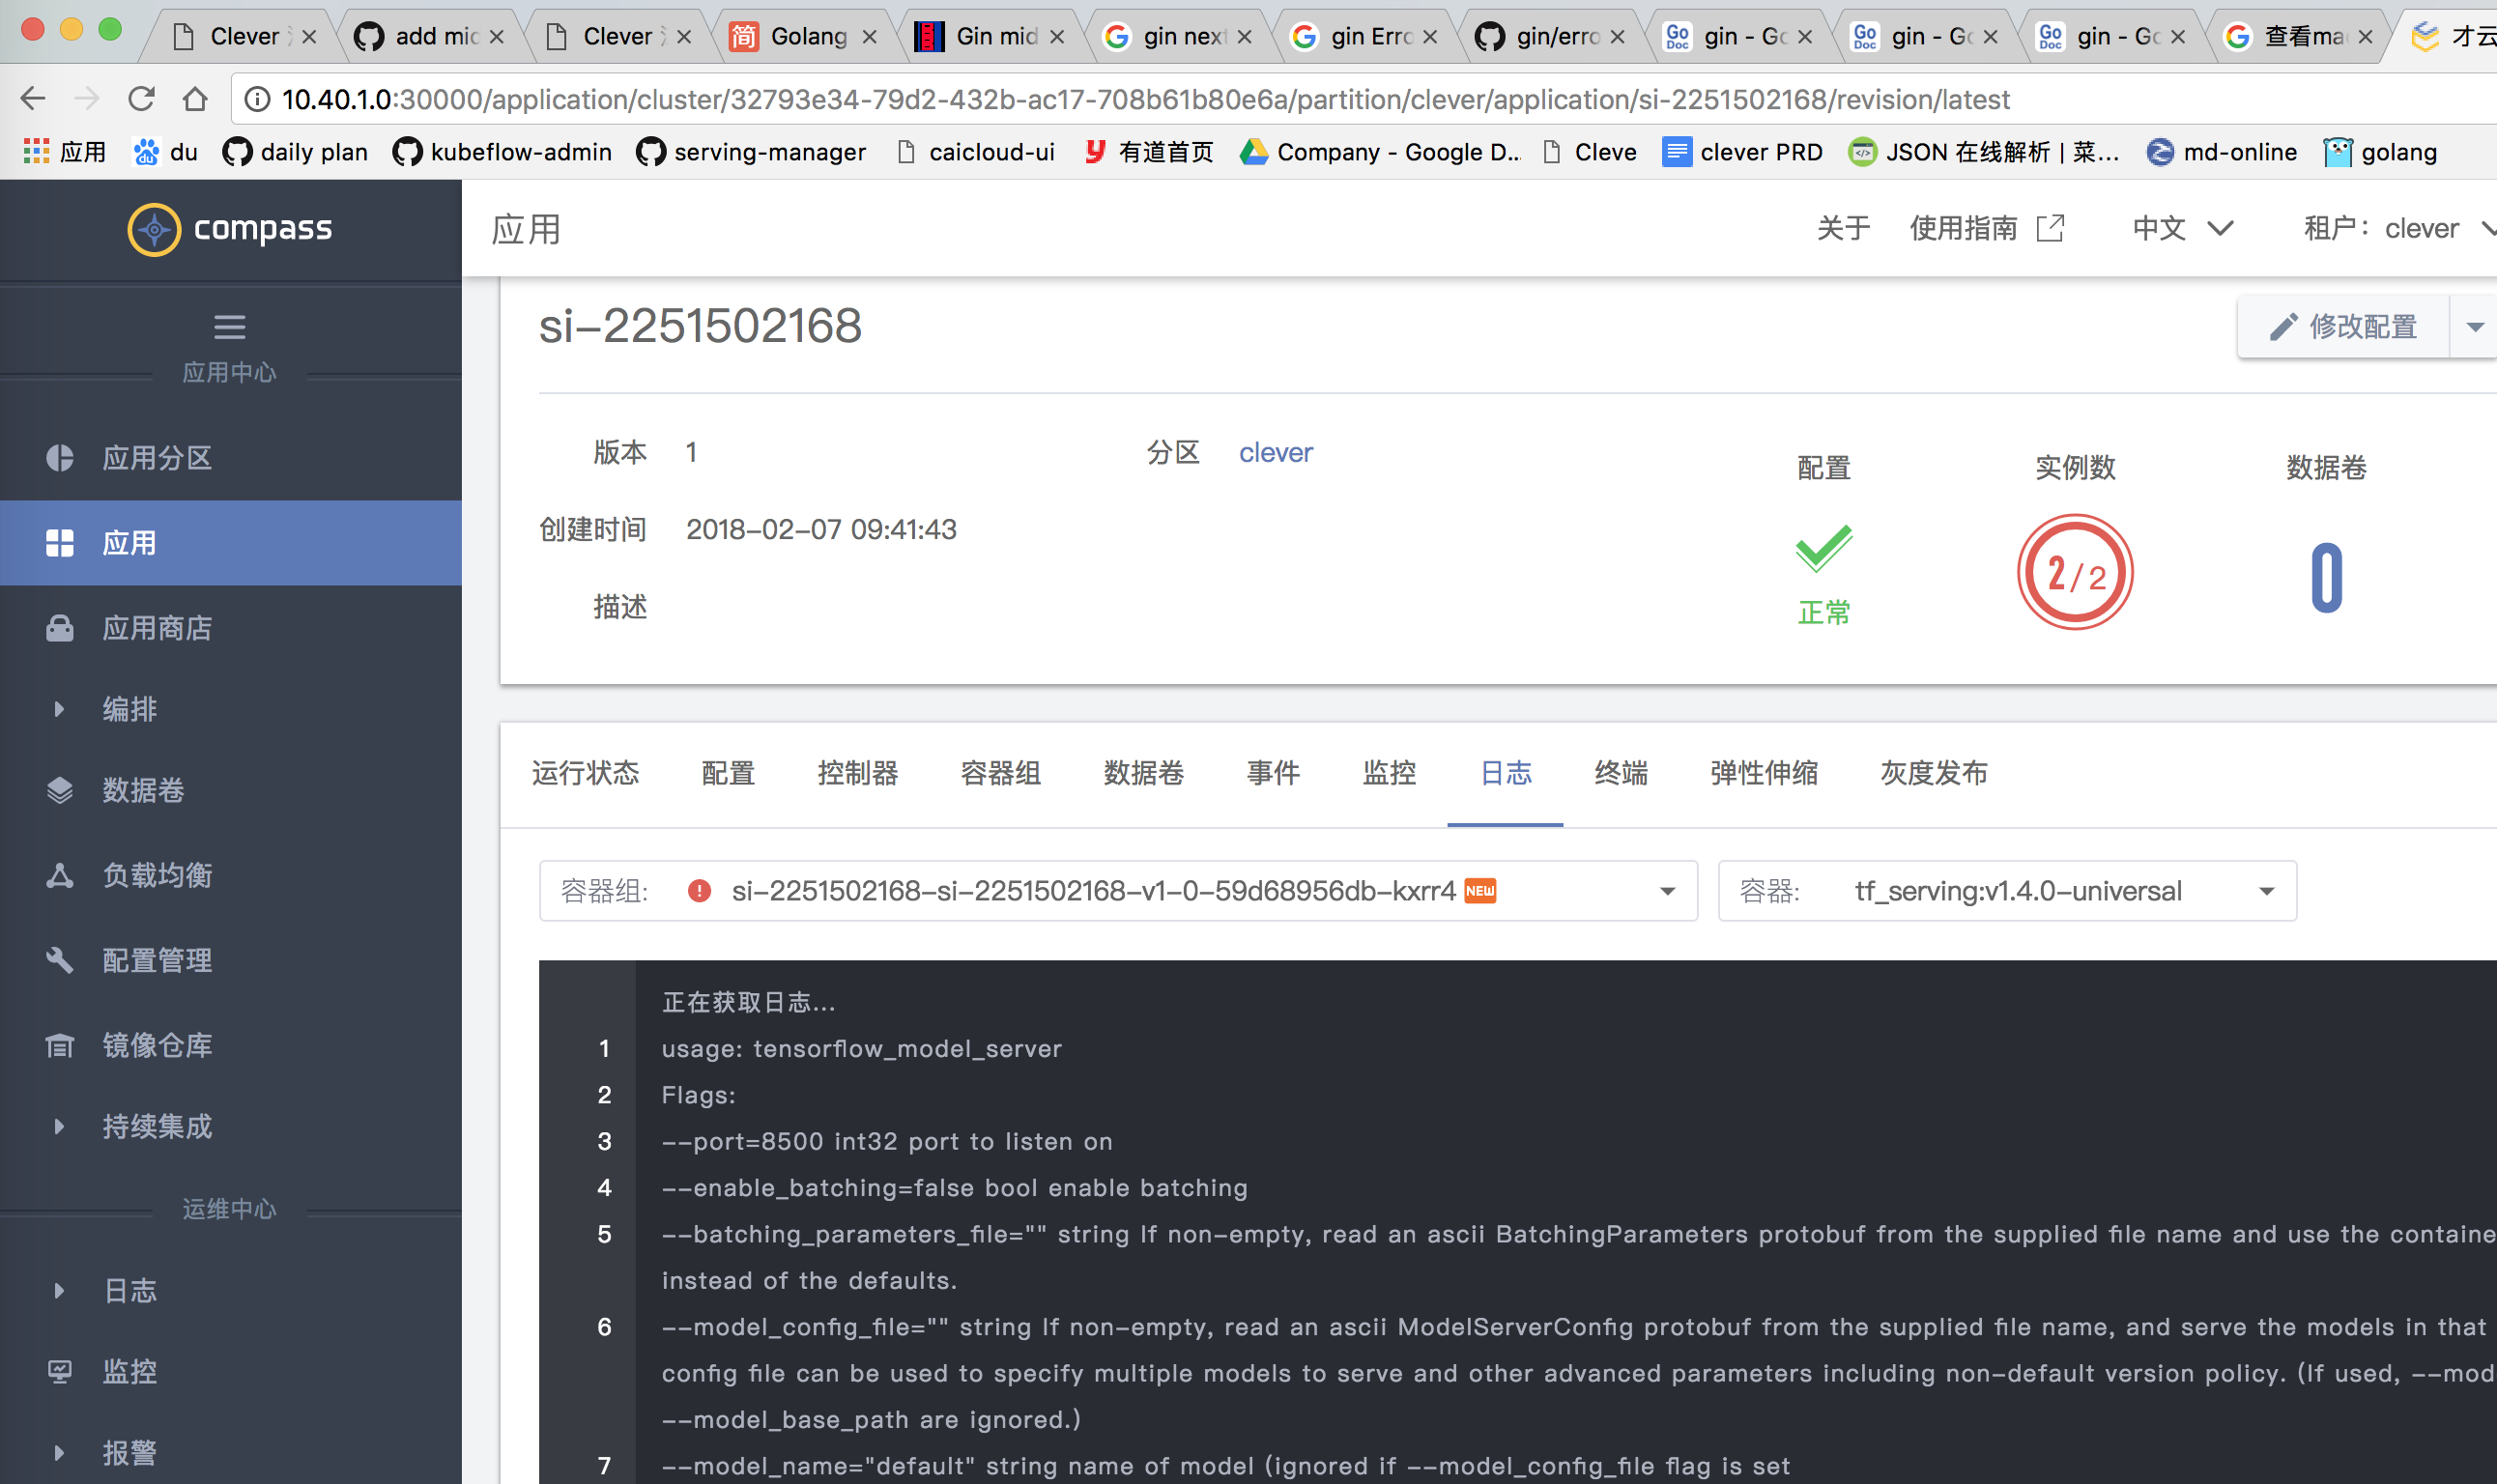 Clever
add mic
Clever
简 Golang
Gin mid
gin next
gin Erro
gin/erro
Go Doc gin - Go
Go Doc gin - Go
Go Doc gin - Go
查看mac
才云
10.40.1.0:30000/application/cluster/32793e34-79d2-432b-ac17-708b61b80e6a/partition/clever/application/si-2251502168/revision/latest
应用 du daily plan kubeflow-admin serving-manager caicloud-ui 有道首页 Company - Google D... Cleve clever PRD JSON 在线解析 | 菜... md-online golang
compass
应用中心
应用分区
应用
应用商店
编排
数据卷
负载均衡
配置管理
镜像仓库
持续集成
运维中心
日志
监控
报警
应用 关于 使用指南 中文 租户：clever
si-2251502168 修改配置
版本 1 分区 clever
创建时间 2018-02-07 09:41:43
描述
配置 实例数 数据卷
正常 2/2 0
运行状态 配置 控制器 容器组 数据卷 事件 监控 日志 终端 弹性伸缩 灰度发布
容器组: si-2251502168-si-2251502168-v1-0-59d68956db-kxrr4 NEW 容器: tf_serving:v1.4.0-universal
正在获取日志...
1 usage: tensorflow_model_server
2 Flags:
3 --port=8500 int32 port to listen on
4 --enable_batching=false bool enable batching
5 --batching_parameters_file="" string If non-empty, read an ascii BatchingParameters protobuf from the supplied file name and use the containe
instead of the defaults.
6 --model_config_file="" string If non-empty, read an ascii ModelServerConfig protobuf from the supplied file name, and serve the models in that
config file can be used to specify multiple models to serve and other advanced parameters including non-default version policy. (If used, --mod
--model_base_path are ignored.)
7 --model_name="default" string name of model (ignored if --model_config_file flag is set